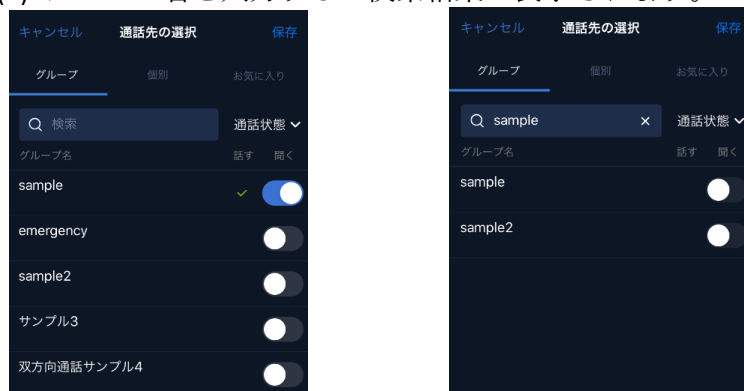 キャンセル 通話先の選択 保存
グループ 個別 お気に入り
検索 通話状態
グループ名 話す 聞く
sample
emergency
sample2
サンプル3
双方向通話サンプル4
キャンセル 通話先の選択 保存
グループ 個別 お気に入り
sample × 通話状態
グループ名 話す 聞く
sample
sample2